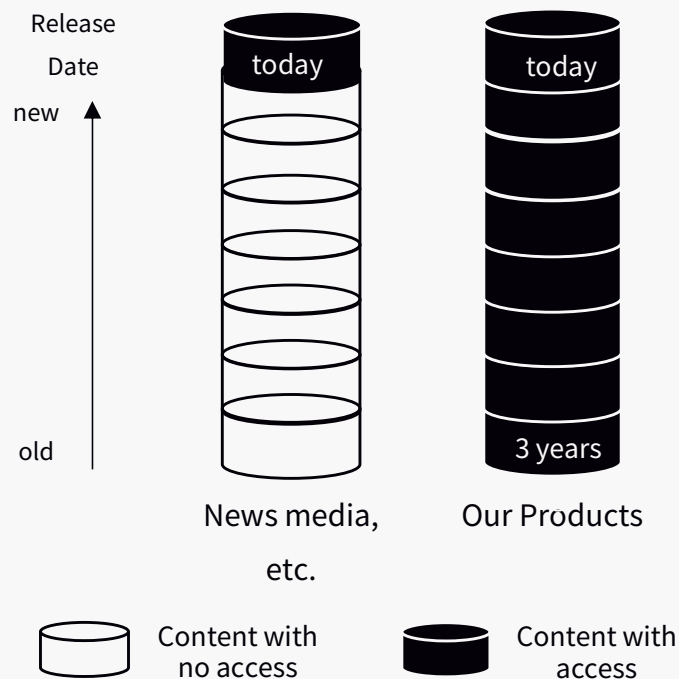 Release
Date
new
old
today
today
3 years
News media,
etc.
Our Products
Content with
no access
Content with
access